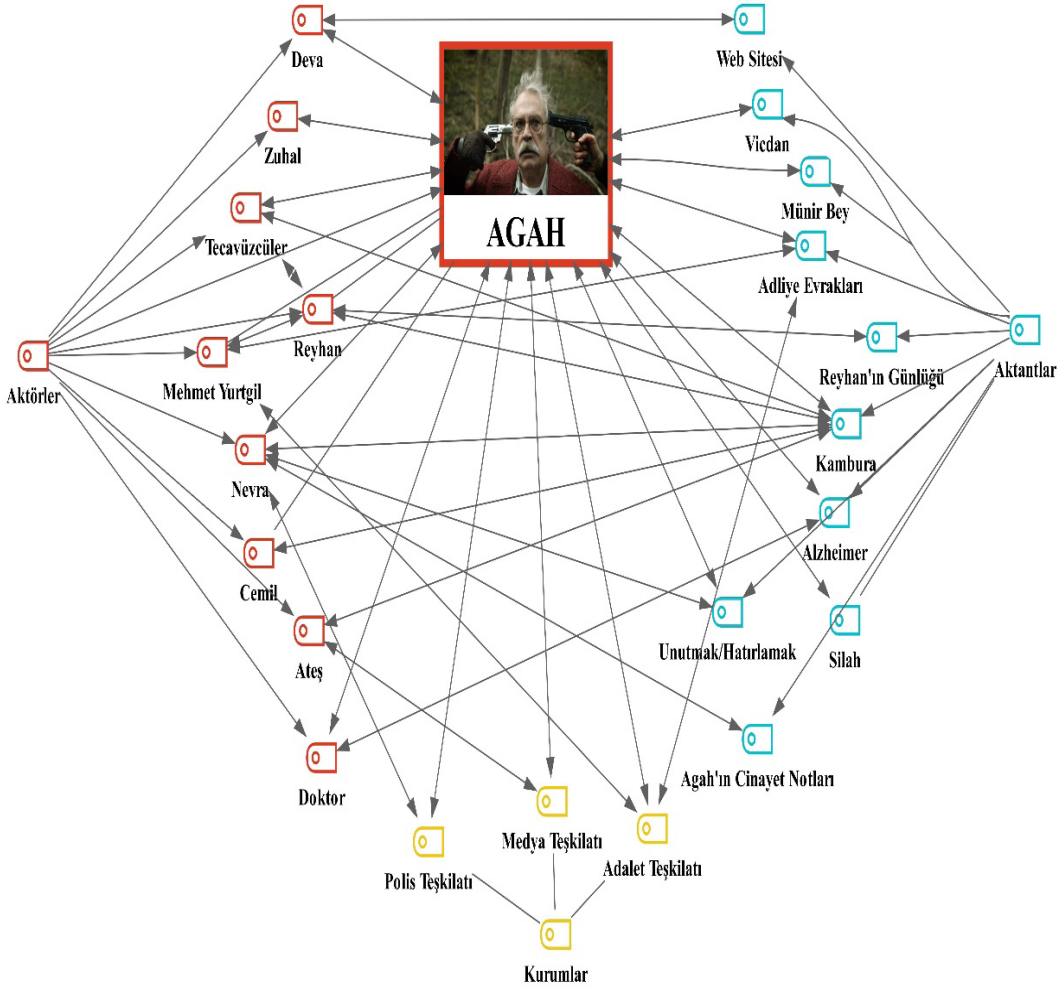 Deva
Web Sitesi
Zuhal
Vicdan
Münir Bey
AGAH
Tecavüzcüler
Adliye Evrakları
Reyhan
Reyhan'ın Günlüğü
Mehmet Yurtgil
Aktörler
Aktantlar
Kambura
Nevra
Alzheimer
Cemil
Unutmak/Hatırlamak
Silah
Ateş
Agah'ın Cinayet Notları
Doktor
Medya Teşkilatı
Adalet Teşkilatı
Polis Teşkilatı
Kurumlar